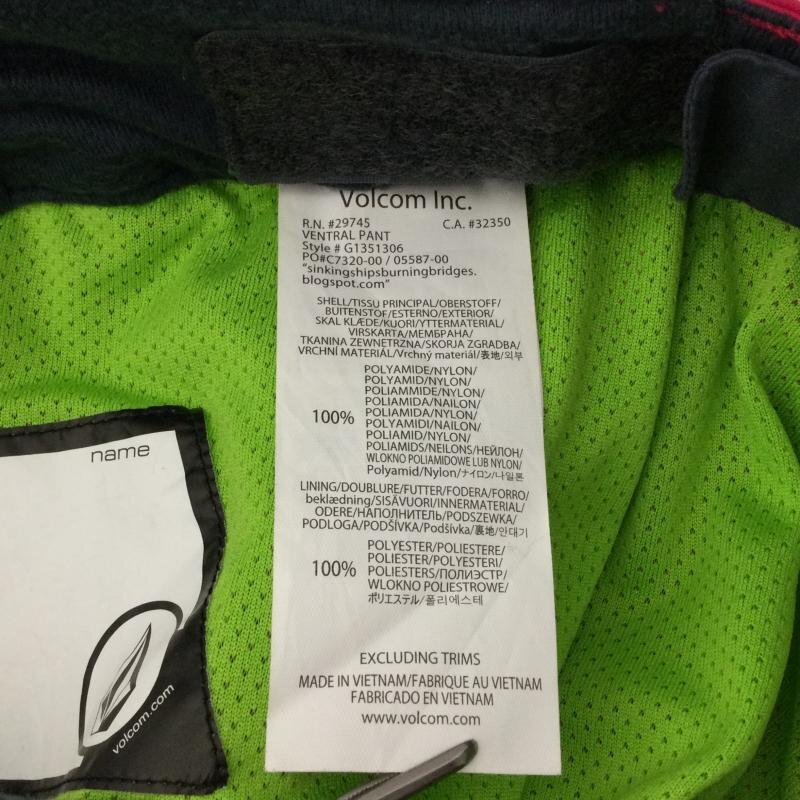 Volcom Inc.
R.N. #29745 C.A. #32350
VENTRAL PANT
Style # G1351306
PO#C7320-00 / 05587-00
"sinkingshipsburningbridges.
blogspot.com"
SHELL/TISSU PRINCIPAL/OBERSTOFF/
BUITENSTOF/ESTERNO/EXTERIOR/
SKAL KLÆDE/KUORI/YTTERMATERIAL/
VIRSKARTA/МЕМБРАНА/
TKANINA ZEWNETRZNA/SKORJA ZGRADBA/
VRCHNÍ MATERIÁL/Vrchný materiál/表地/외부
100%
POLYAMIDE/NYLON/
POLYAMID/NYLON/
POLIAMMIDE/NYLON/
POLIAMIDA/NAILON/
POLIAMIDA/NYLON/
POLYAMIDI/NAILON/
POLIAMID/NYLON/
POLIAMIDS/NEILONS/НЕЙЛОН/
WLOKNO POLIAMIDOWE LUB NYLON/
Polyamid/Nylon/ナイロン/나일론
LINING/DOUBLURE/FUTTER/FODERA/FORRO/
beklædning/SISÄVUORI/INNERMATERIAL/
ODERE/НАПОЛНИТЕЛЬ/PODSZEWKA/
PODLOGA/PODŠÍVKA/Podšívka/裏地/안대기
100%
POLYESTER/POLIESTERE/
POLIESTER/POLYESTERI/
POLIESTERS/ПОЛИЭСТР/
WLOKNO POLIESTROWE/
ポリエステル/폴리에스테
EXCLUDING TRIMS
MADE IN VIETNAM/FABRIQUE AU VIETNAM
FABRICADO EN VIETNAM
www.volcom.com
name
volcom.com